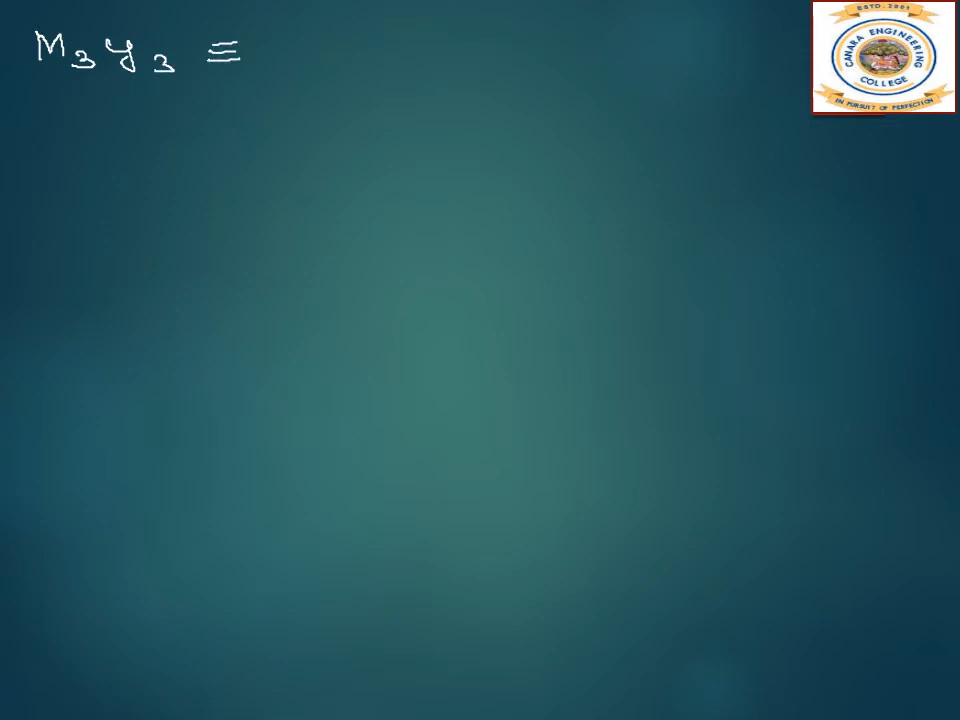 M₃y₃ ≡
ESTD. 2001
CANARA ENGINEERING COLLEGE
IN PURSUIT OF PERFECTION